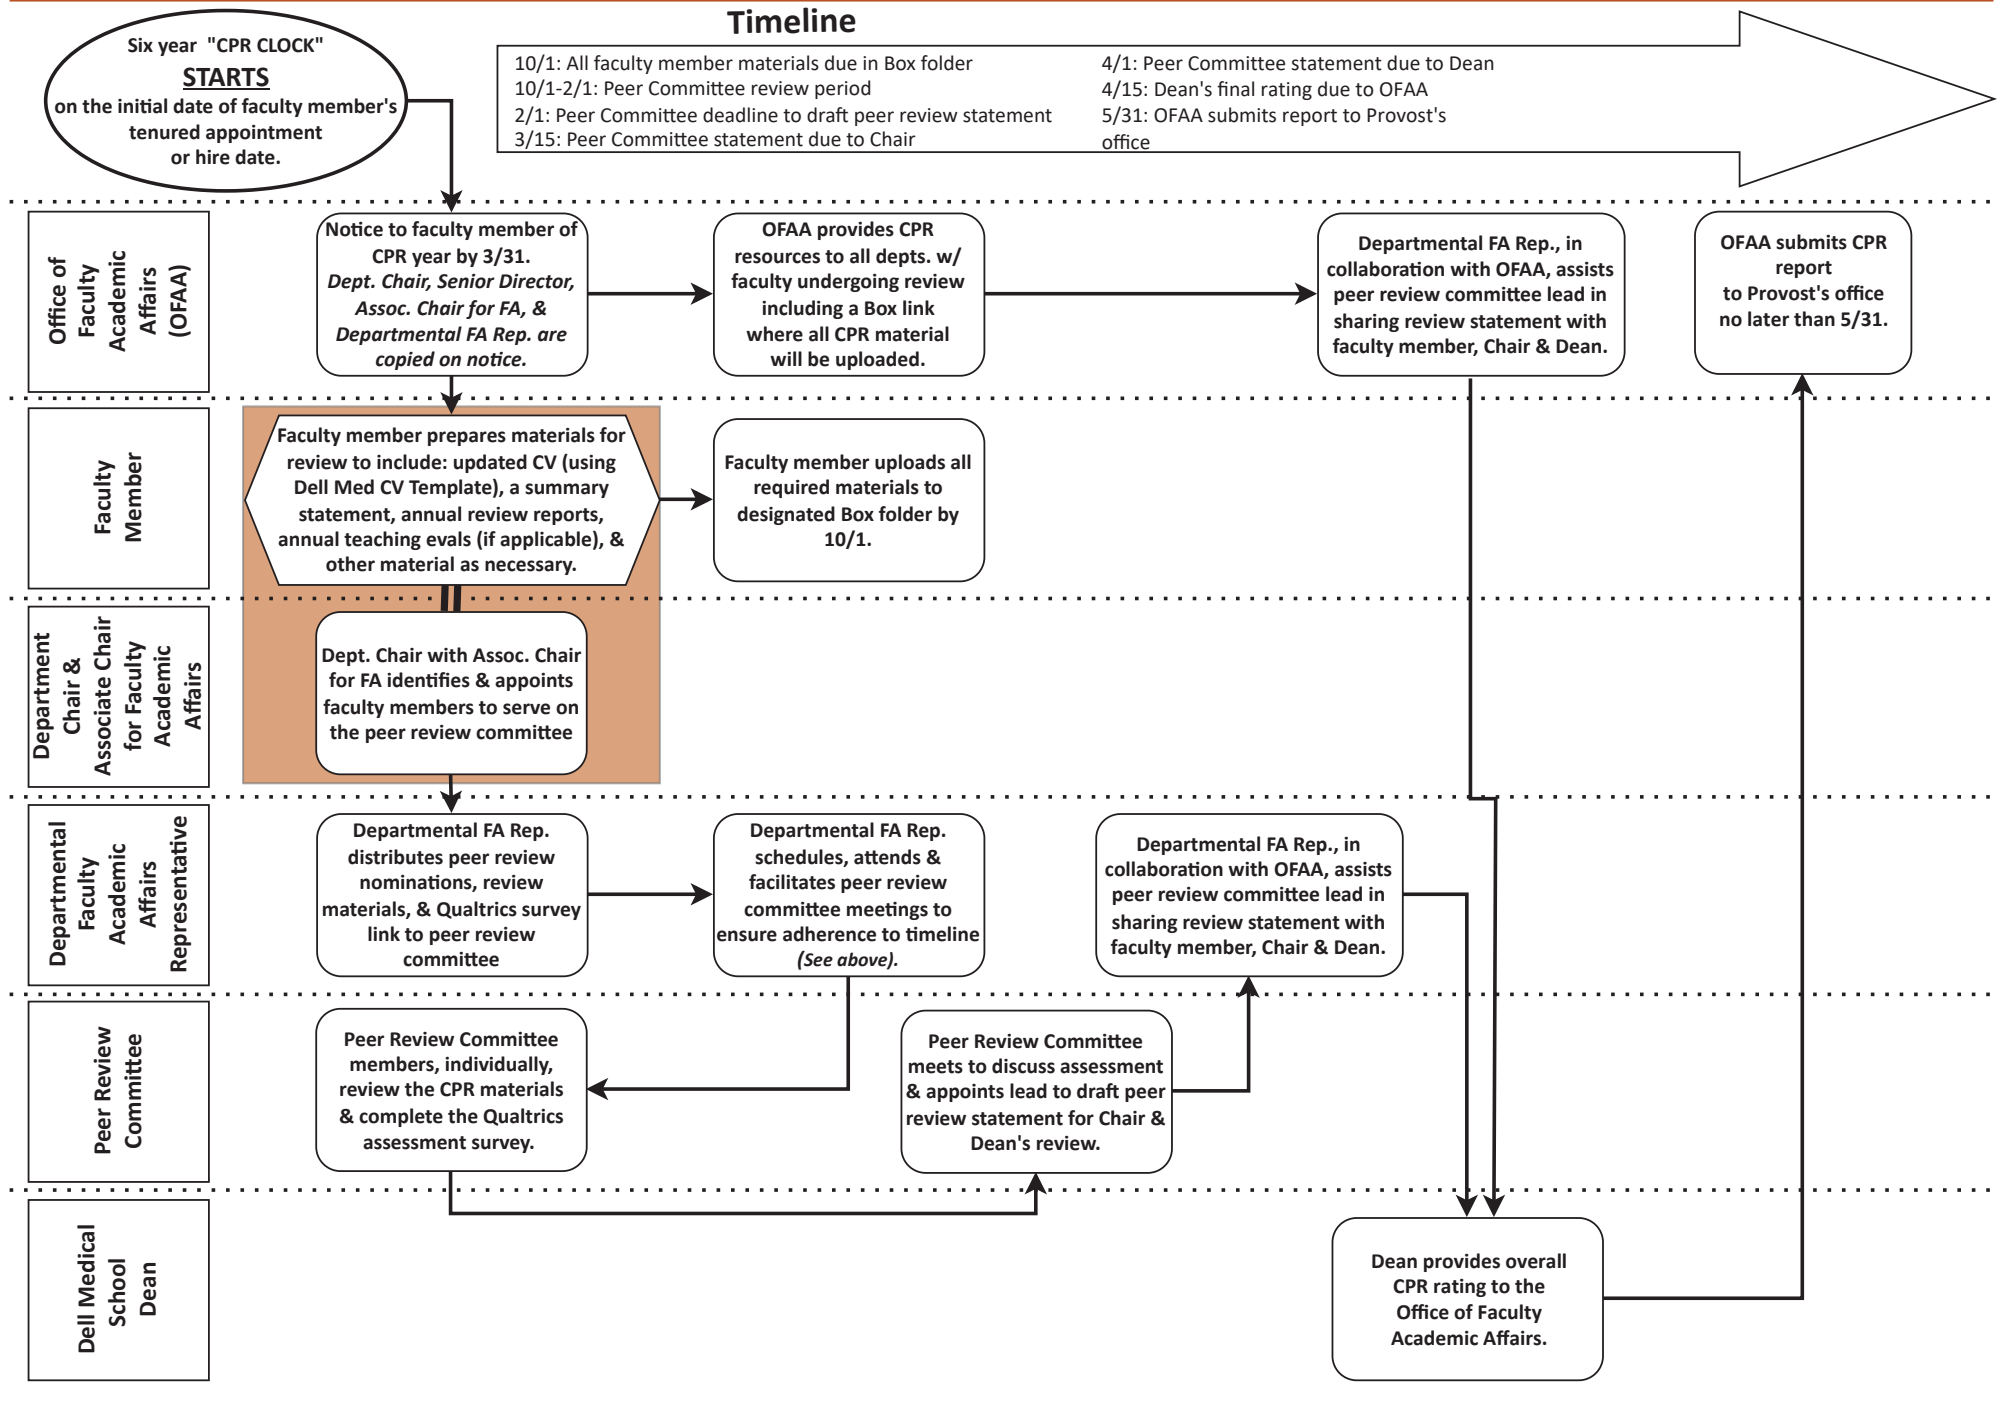 Timeline
Six year "CPR CLOCK"
STARTS
on the initial date of faculty member's
tenured appointment
or hire date.
10/1: All faculty member materials due in Box folder
10/1-2/1: Peer Committee review period
2/1: Peer Committee deadline to draft peer review statement
3/15: Peer Committee statement due to Chair
4/1: Peer Committee statement due to Dean
4/15: Dean's final rating due to OFAA
5/31: OFAA submits report to Provost's
office
Office of
Faculty
Academic
Affairs
(OFAA)
Notice to faculty member of
CPR year by 3/31.
Dept. Chair, Senior Director,
Assoc. Chair for FA, &
Departmental FA Rep. are
copied on notice.
OFAA provides CPR
resources to all depts. w/
faculty undergoing review
including a Box link
where all CPR material
will be uploaded.
Departmental FA Rep., in
collaboration with OFAA, assists
peer review committee lead in
sharing review statement with
faculty member, Chair & Dean.
OFAA submits CPR
report
to Provost's office
no later than 5/31.
Faculty
Member
Faculty member prepares materials for
review to include: updated CV (using
Dell Med CV Template), a summary
statement, annual review reports,
annual teaching evals (if applicable), &
other material as necessary.
Faculty member uploads all
required materials to
designated Box folder by
10/1.
Department
Chair &
Associate Chair
for Faculty
Academic
Affairs
Dept. Chair with Assoc. Chair
for FA identifies & appoints
faculty members to serve on
the peer review committee
Departmental
Faculty
Academic
Affairs
Representative
Departmental FA Rep.
distributes peer review
nominations, review
materials, & Qualtrics survey
link to peer review
committee
Departmental FA Rep.
schedules, attends &
facilitates peer review
committee meetings to
ensure adherence to timeline
(See above).
Departmental FA Rep., in
collaboration with OFAA, assists
peer review committee lead in
sharing review statement with
faculty member, Chair & Dean.
Peer Review
Committee
Peer Review Committee
members, individually,
review the CPR materials
& complete the Qualtrics
assessment survey.
Peer Review Committee
meets to discuss assessment
& appoints lead to draft peer
review statement for Chair &
Dean's review.
Dell Medical
School
Dean
Dean provides overall
CPR rating to the
Office of Faculty
Academic Affairs.